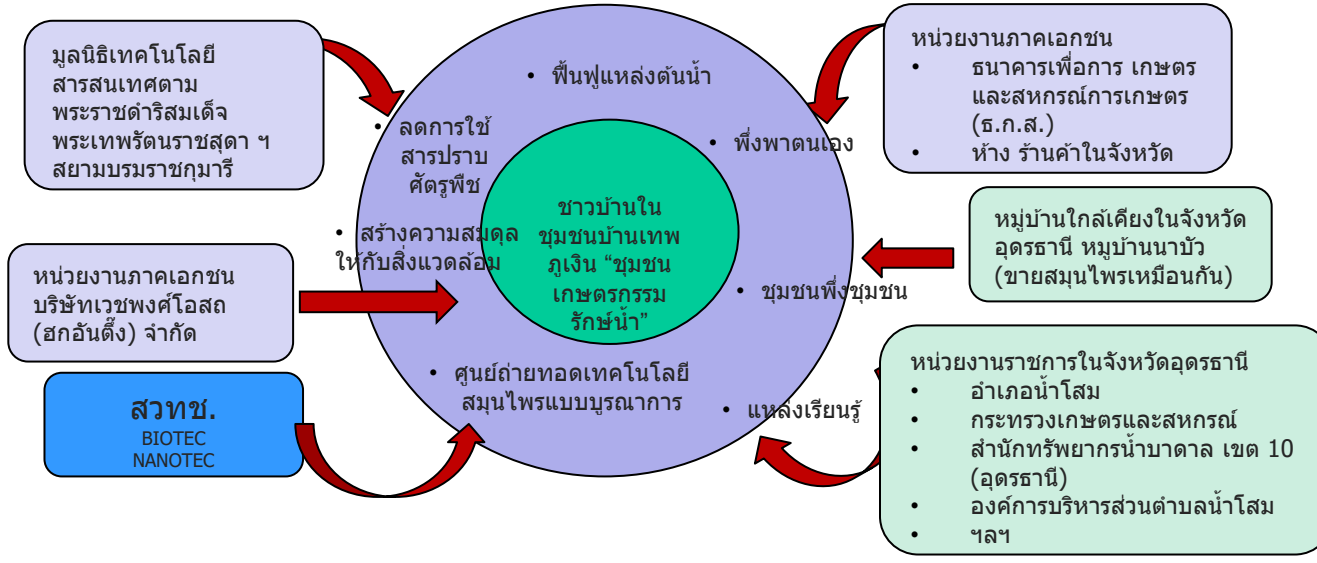 มูลนิธิเทคโนโลยี
สารสนเทศตาม
พระราชดำริสมเด็จ
พระเทพรัตนราชสุดา ฯ
สยามบรมราชกุมารี
หน่วยงานภาคเอกชน
บริษัทเวชพงศ์โอสถ
(ฮกอันตึ๊ง) จำกัด
สวทช.
BIOTEC
NANOTEC
• ฟื้นฟูแหล่งต้นน้ำ
• ลดการใช้
สารปราบ
ศัตรูพืช
• พึ่งพาตนเอง
• สร้างความสมดุล
ให้กับสิ่งแวดล้อม
ชาวบ้านใน
ชุมชนบ้านเทพ
ภูเงิน “ชุมชน
เกษตรกรรม
รักษ์น้ำ”
• ชุมชนพึ่งชุมชน
• ศูนย์ถ่ายทอดเทคโนโลยี
สมุนไพรแบบบูรณาการ
• แหล่งเรียนรู้
หน่วยงานภาคเอกชน
• ธนาคารเพื่อการ เกษตร
และสหกรณ์การเกษตร
(ธ.ก.ส.)
• ห้าง ร้านค้าในจังหวัด
หมู่บ้านใกล้เคียงในจังหวัด
อุดรธานี หมูบ้านนาบัว
(ขายสมุนไพรเหมือนกัน)
หน่วยงานราชการในจังหวัดอุดรธานี
• อำเภอน้ำโสม
• กระทรวงเกษตรและสหกรณ์
• สำนักทรัพยากรน้ำบาดาล เขต 10
(อุดรธานี)
• องค์การบริหารส่วนตำบลน้ำโสม
• ฯลฯ